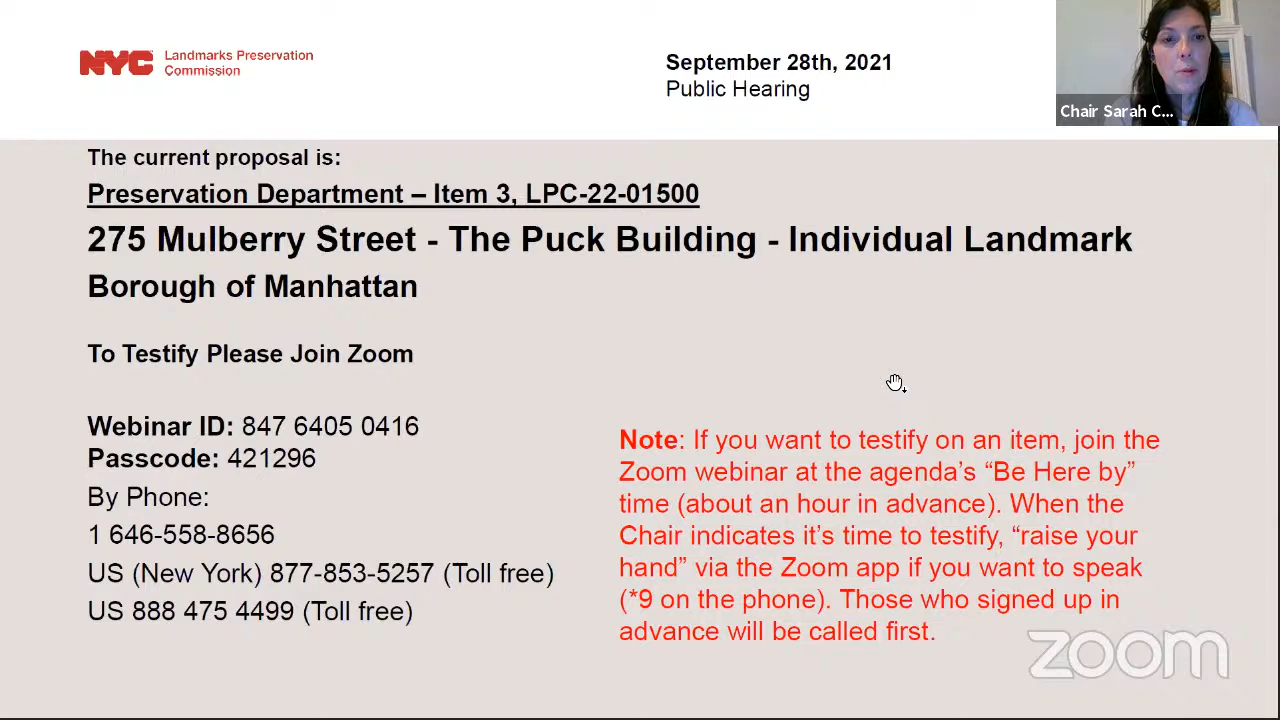 NYC Landmarks Preservation
Commission
September 28th, 2021
Public Hearing
Chair Sarah C...
The current proposal is:
Preservation Department – Item 3, LPC-22-01500
275 Mulberry Street - The Puck Building - Individual Landmark
Borough of Manhattan
To Testify Please Join Zoom
Webinar ID: 847 6405 0416
Passcode: 421296
By Phone:
1 646-558-8656
US (New York) 877-853-5257 (Toll free)
US 888 475 4499 (Toll free)
Note: If you want to testify on an item, join the
Zoom webinar at the agenda’s “Be Here by”
time (about an hour in advance). When the
Chair indicates it’s time to testify, “raise your
hand” via the Zoom app if you want to speak
(*9 on the phone). Those who signed up in
advance will be called first.
zoom